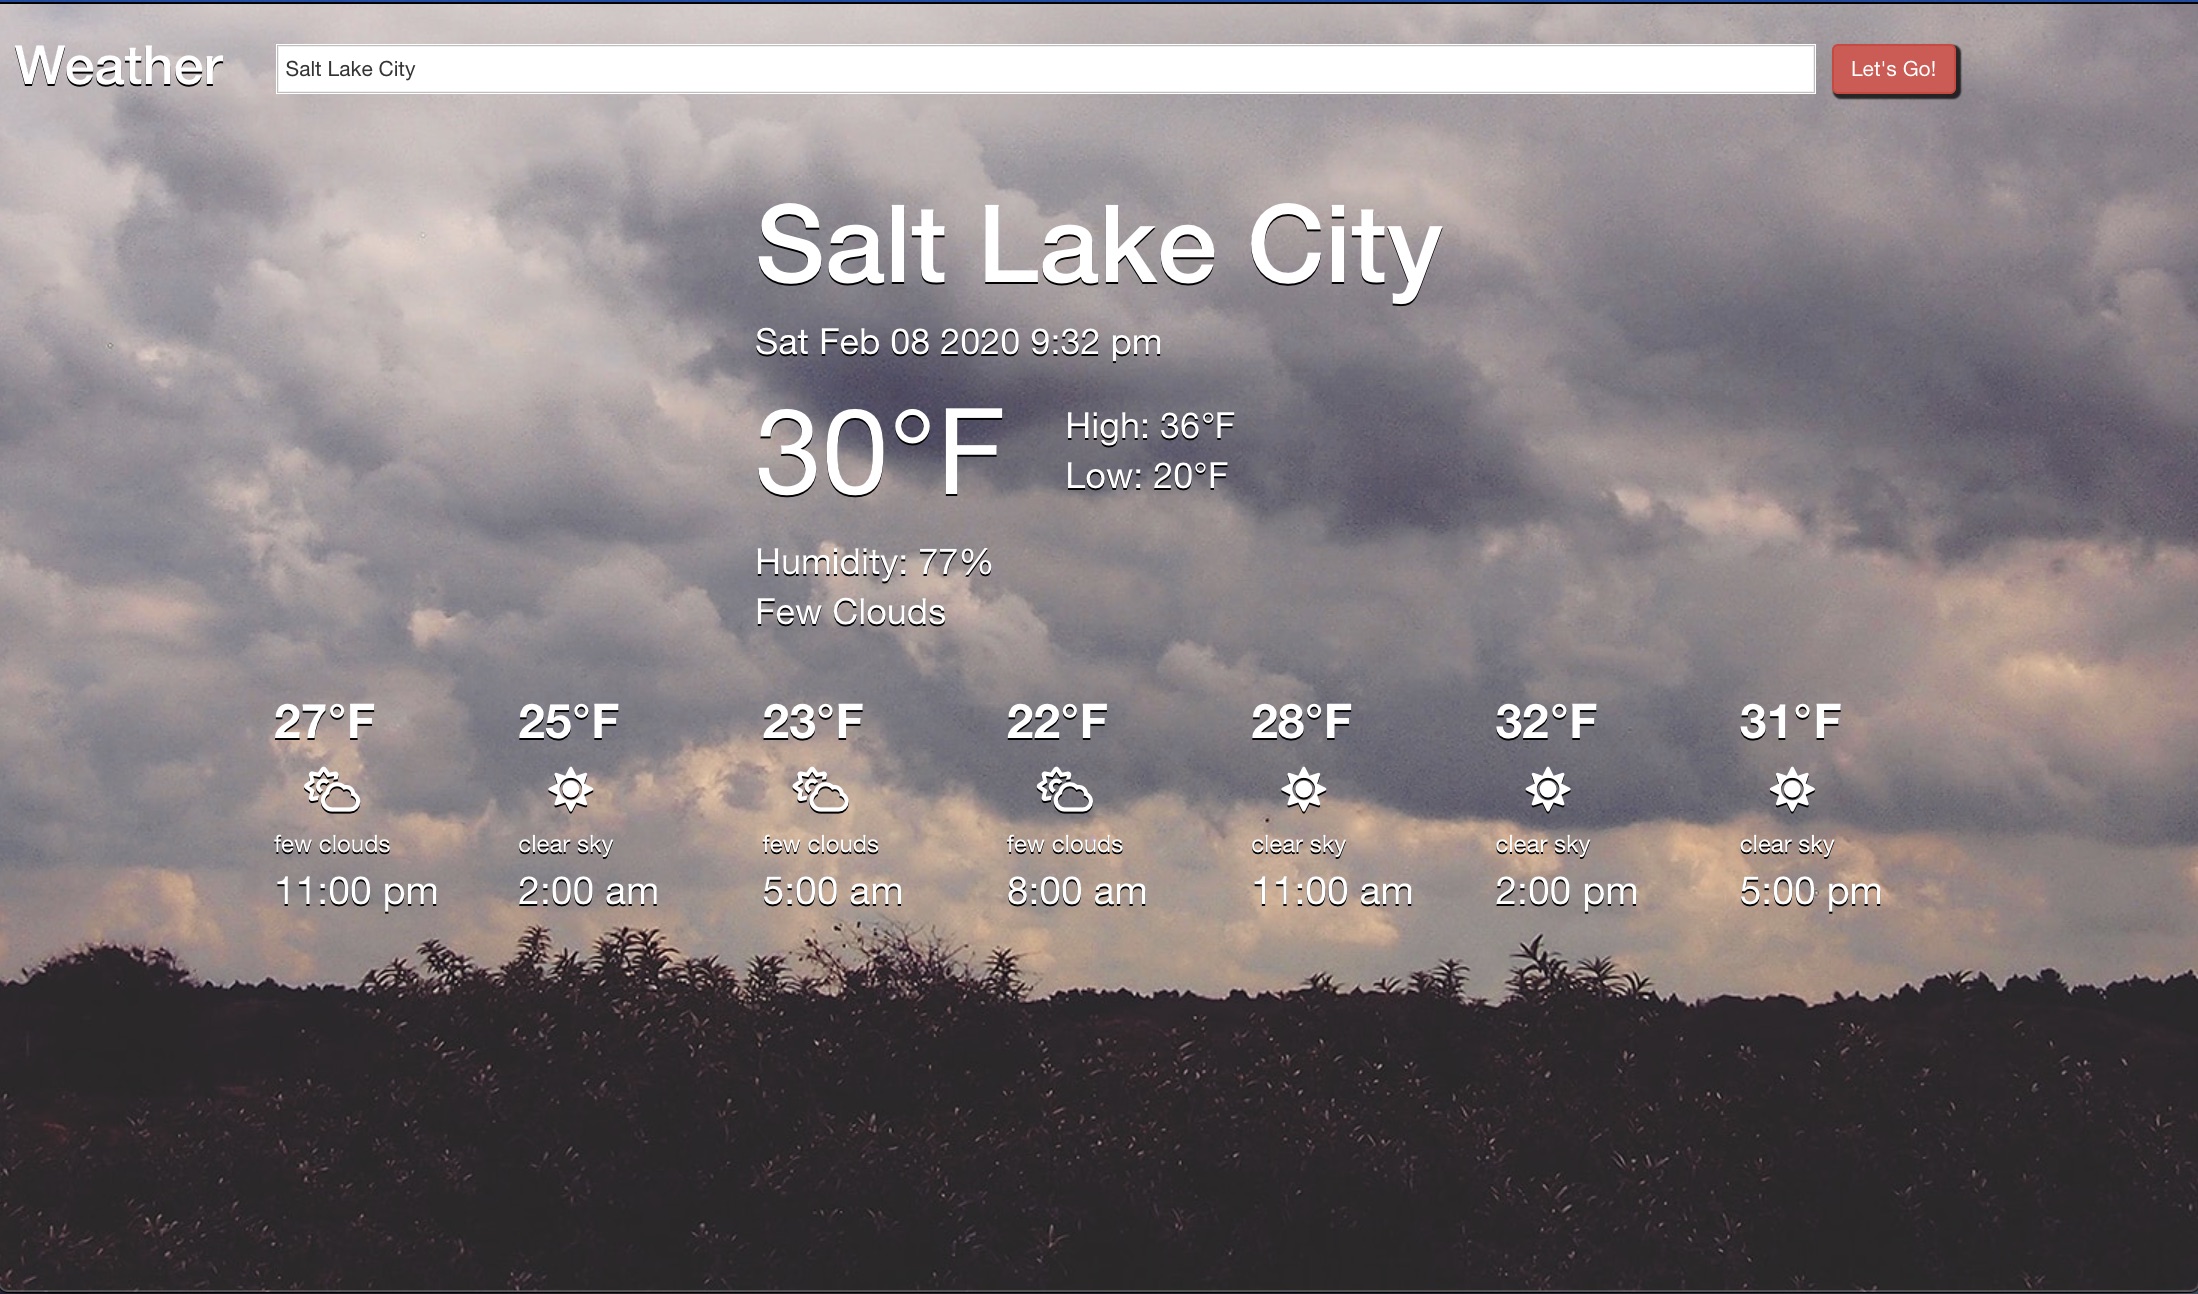 Weather
Salt Lake City
Let's Go!
Salt Lake City
Sat Feb 08 2020 9:32 pm
30°F
High: 36°F
Low: 20°F
Humidity: 77%
Few Clouds
27°F
few clouds
11:00 pm
25°F
clear sky
2:00 am
23°F
few clouds
5:00 am
22°F
few clouds
8:00 am
28°F
clear sky
11:00 am
32°F
clear sky
2:00 pm
31°F
clear sky
5:00 pm